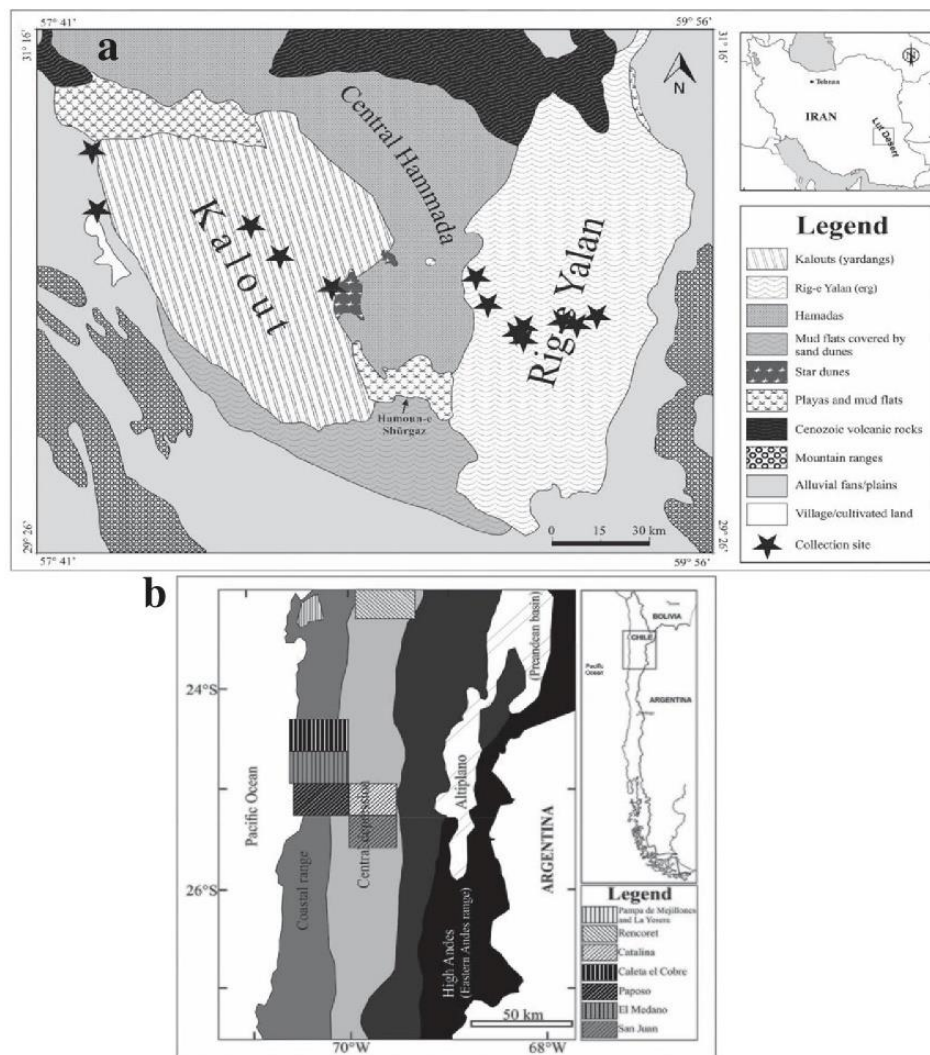 57° 41'
59° 56'
31° 16'
31° 16'
a
N
Central Hammada
Kalout
Rig-e Yalan
Hamoun-e
Shūrgaz
0 15 30 km
29° 26'
29° 26'
57° 41'
59° 56'
N
Tehran
IRAN
Lut Desert
Legend
Kalouts (yardangs)
Rig-e Yalan (erg)
Hamadas
Mud flats covered by
sand dunes
Star dunes
Playas and mud flats
Cenozoic volcanic rocks
Mountain ranges
Alluvial fans/plains
Village/cultivated land
Collection site
b
24°S
26°S
Pacific Ocean
Coastal range
Central depression
Altiplano
(Preandean basin)
High Andes
(Eastern Andes range)
ARGENTINA
50 km
70°W
68°W
BOLIVIA
CHILE
Pacific
Ocean
ARGENTINA
Legend
Pampa de Mejillones
and La Yesera
Rencoret
Catalina
Caleta el Cobre
Paposo
El Medano
San Juan